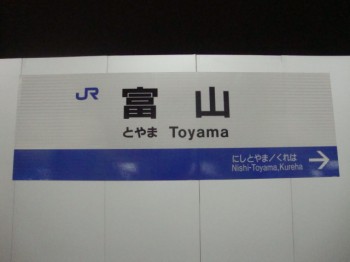 JR 富山
とやま Toyama
にしとやま/くれは
Nishi-Toyama,Kureha →